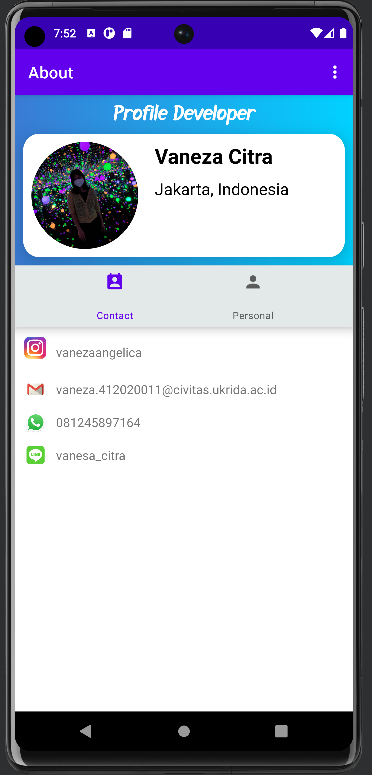 7:52
About
Profile Developer
Vaneza Citra
Jakarta, Indonesia
Contact
Personal
vanezaangelica
vaneza.412020011@civitas.ukrida.ac.id
081245897164
LINE
vanesa_citra